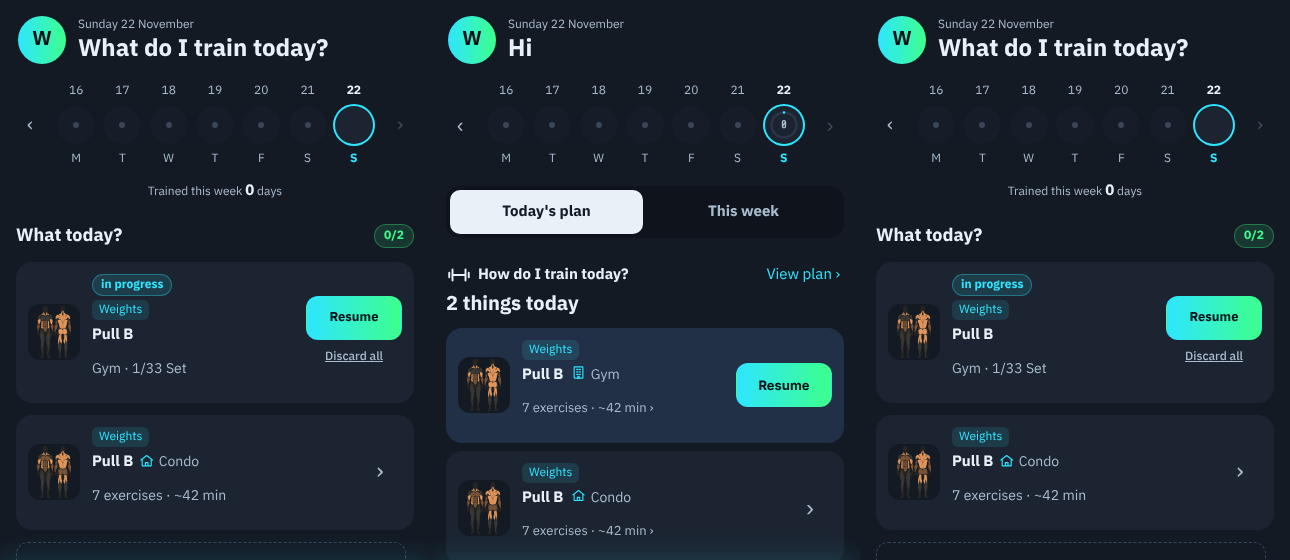 W
Sunday 22 November
What do I train today?
16 17 18 19 20 21 22
‹ ›
M T W T F S S
Trained this week 0 days
What today?
0/2
in progress
Weights
Pull B
Gym · 1/33 Set
Resume
Discard all
Weights
Pull B Condo
7 exercises · ~42 min
›
W
Sunday 22 November
Hi
16 17 18 19 20 21 22
‹ 0 ›
M T W T F S S
Today's plan
This week
How do I train today?
View plan ›
2 things today
Weights
Pull B Gym
7 exercises · ~42 min ›
Resume
Weights
Pull B Condo
7 exercises · ~42 min ›
›
W
Sunday 22 November
What do I train today?
16 17 18 19 20 21 22
‹ ›
M T W T F S S
Trained this week 0 days
What today?
0/2
in progress
Weights
Pull B
Gym · 1/33 Set
Resume
Discard all
Weights
Pull B Condo
7 exercises · ~42 min
›